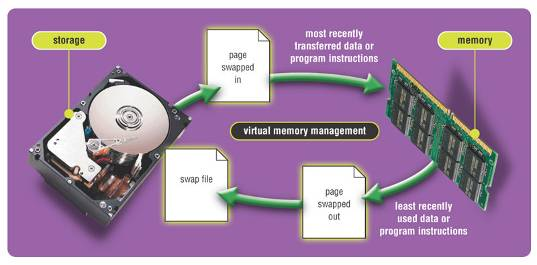 storage
page
swapped
in
most recently
transferred data or
program instructions
memory
virtual memory management
swap file
page
swapped
out
least recently
used data or
program instructions